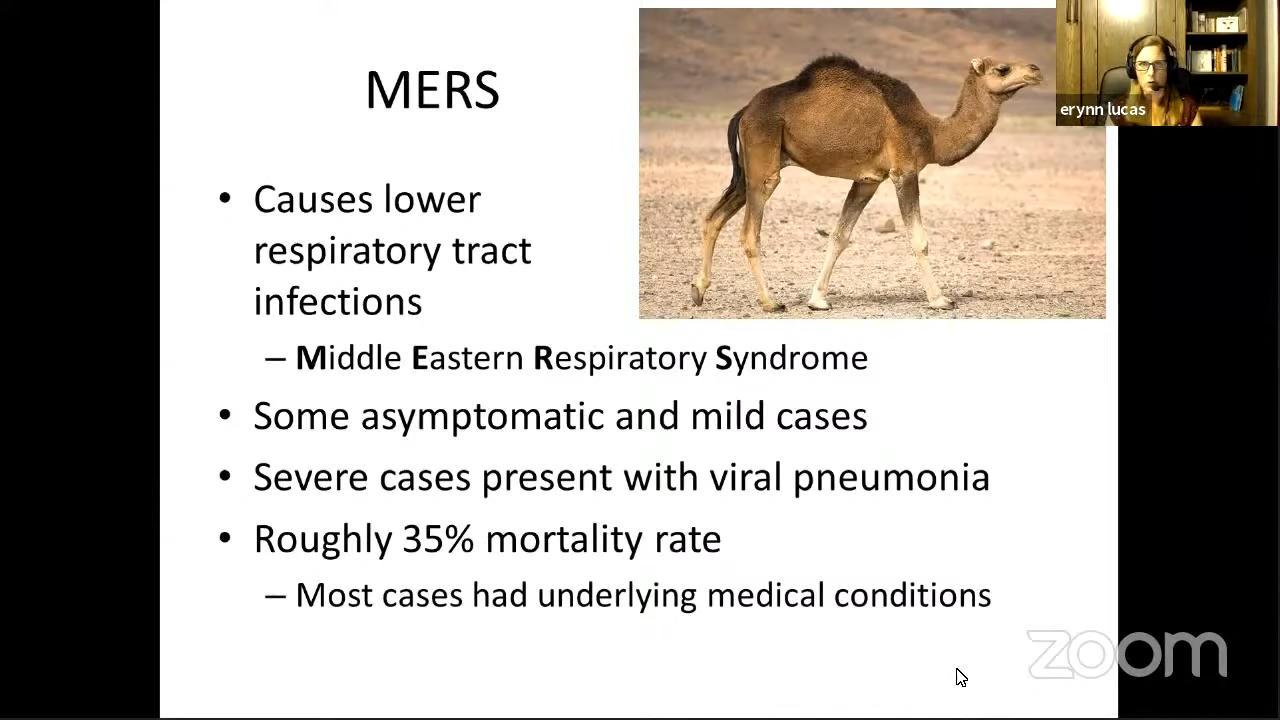 MERS
erynn lucas
• Causes lower
respiratory tract
infections
– Middle Eastern Respiratory Syndrome
• Some asymptomatic and mild cases
• Severe cases present with viral pneumonia
• Roughly 35% mortality rate
– Most cases had underlying medical conditions
zoom